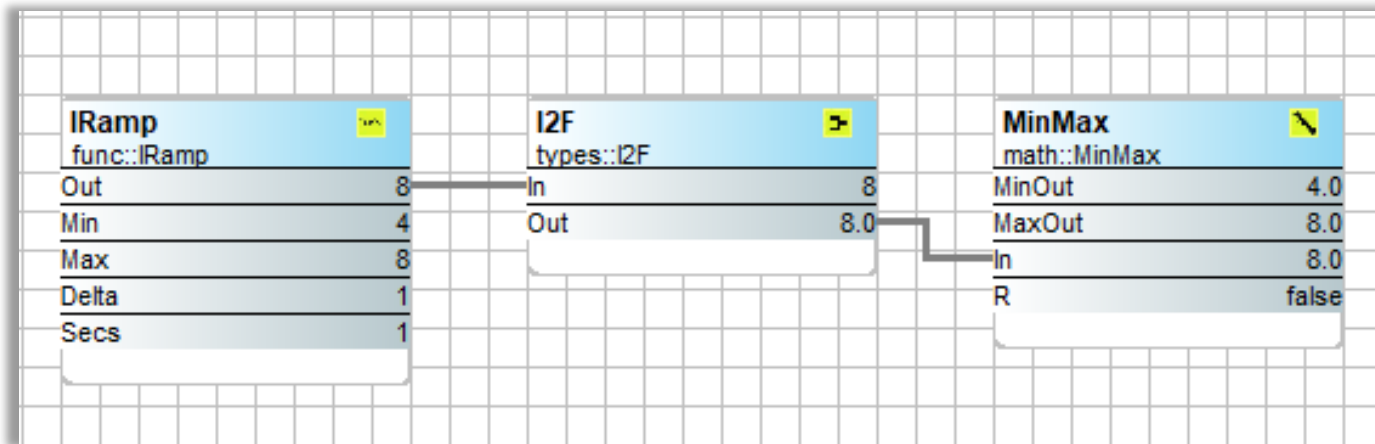 IRamp
func::IRamp
Out 8
Min 4
Max 8
Delta 1
Secs 1
I2F
types::I2F
In 8
Out 8.0
MinMax
math::MinMax
MinOut 4.0
MaxOut 8.0
In 8.0
R false